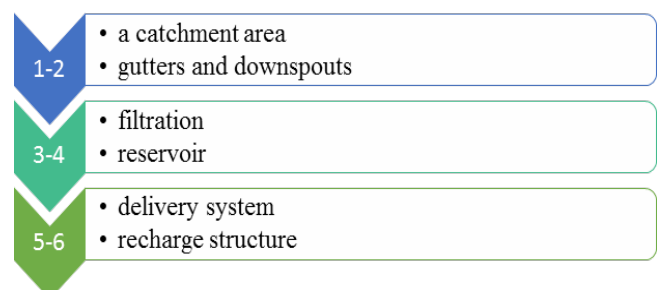 1-2
• a catchment area
• gutters and downspouts
3-4
• filtration
• reservoir
5-6
• delivery system
• recharge structure